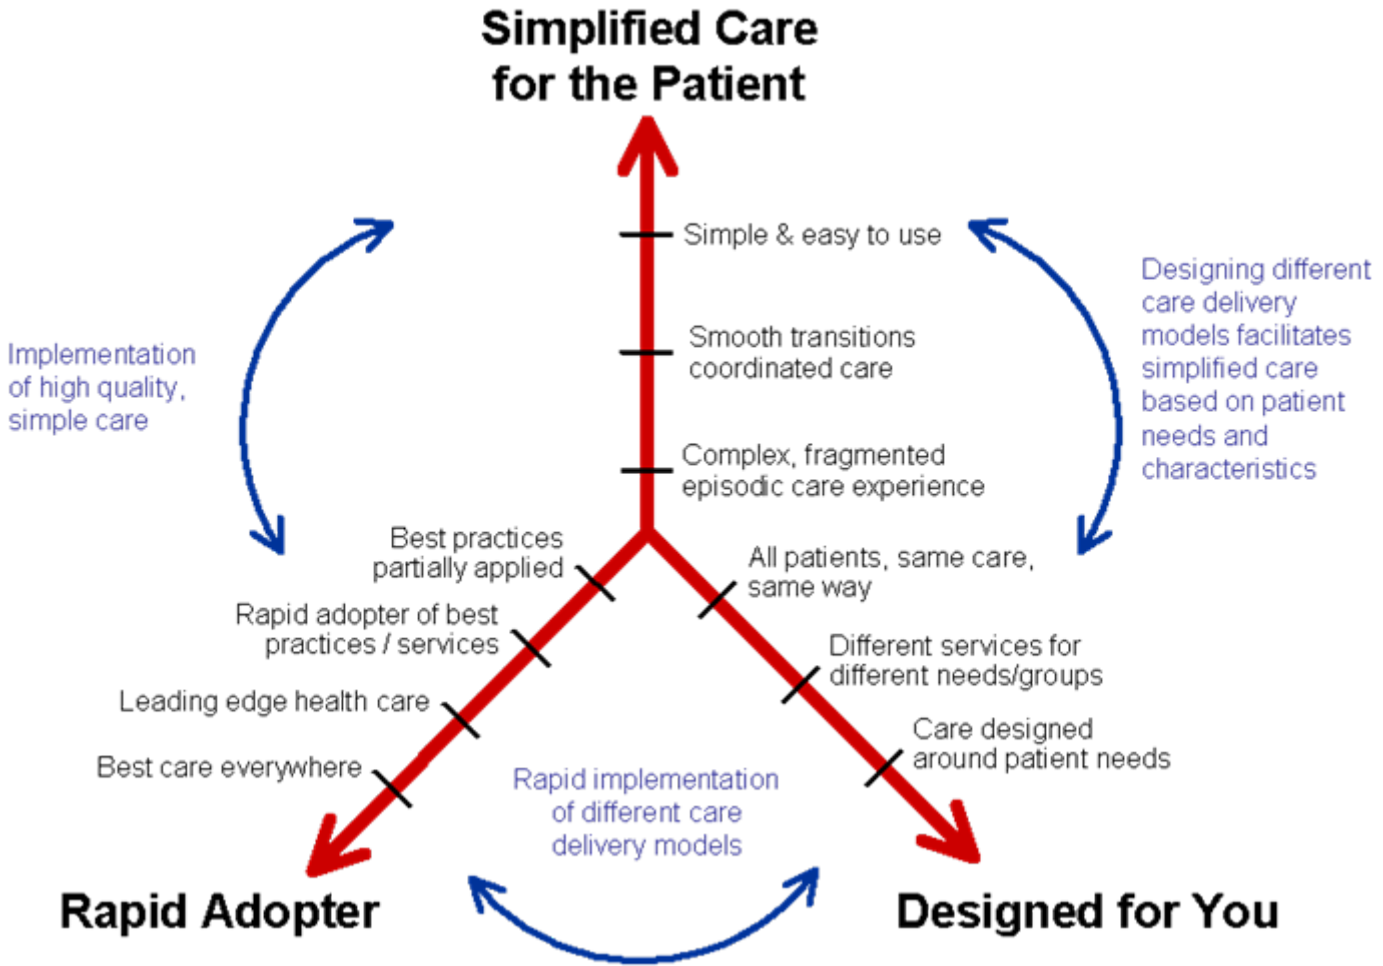 Simplified Care
for the Patient
Simple & easy to use
Designing different
care delivery
models facilitates
simplified care
based on patient
needs and
characteristics
Smooth transitions
coordinated care
Implementation
of high quality,
simple care
Complex, fragmented
episodic care experience
Best practices
partially applied
All patients, same care,
same way
Rapid adopter of best
practices / services
Different services for
different needs/groups
Leading edge health care
Care designed
around patient needs
Best care everywhere
Rapid implementation
of different care
delivery models
Rapid Adopter
Designed for You